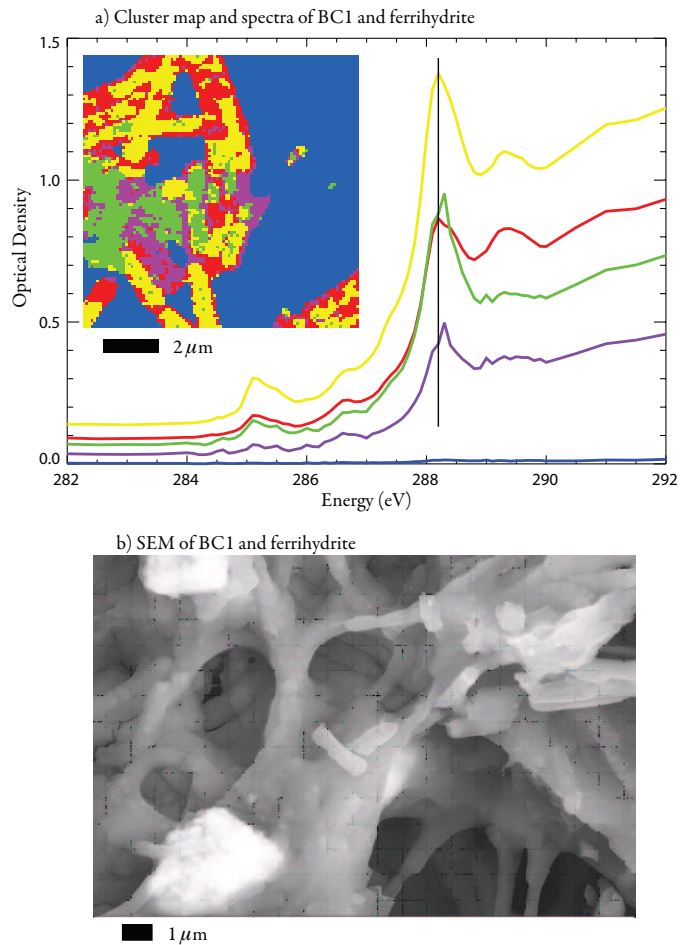 a) Cluster map and spectra of BC1 and ferrihydrite
1.5
1.0
0.5
0.0
Optical Density
2 μm
282
284
286
288
290
292
Energy (eV)
b) SEM of BC1 and ferrihydrite
1 μm